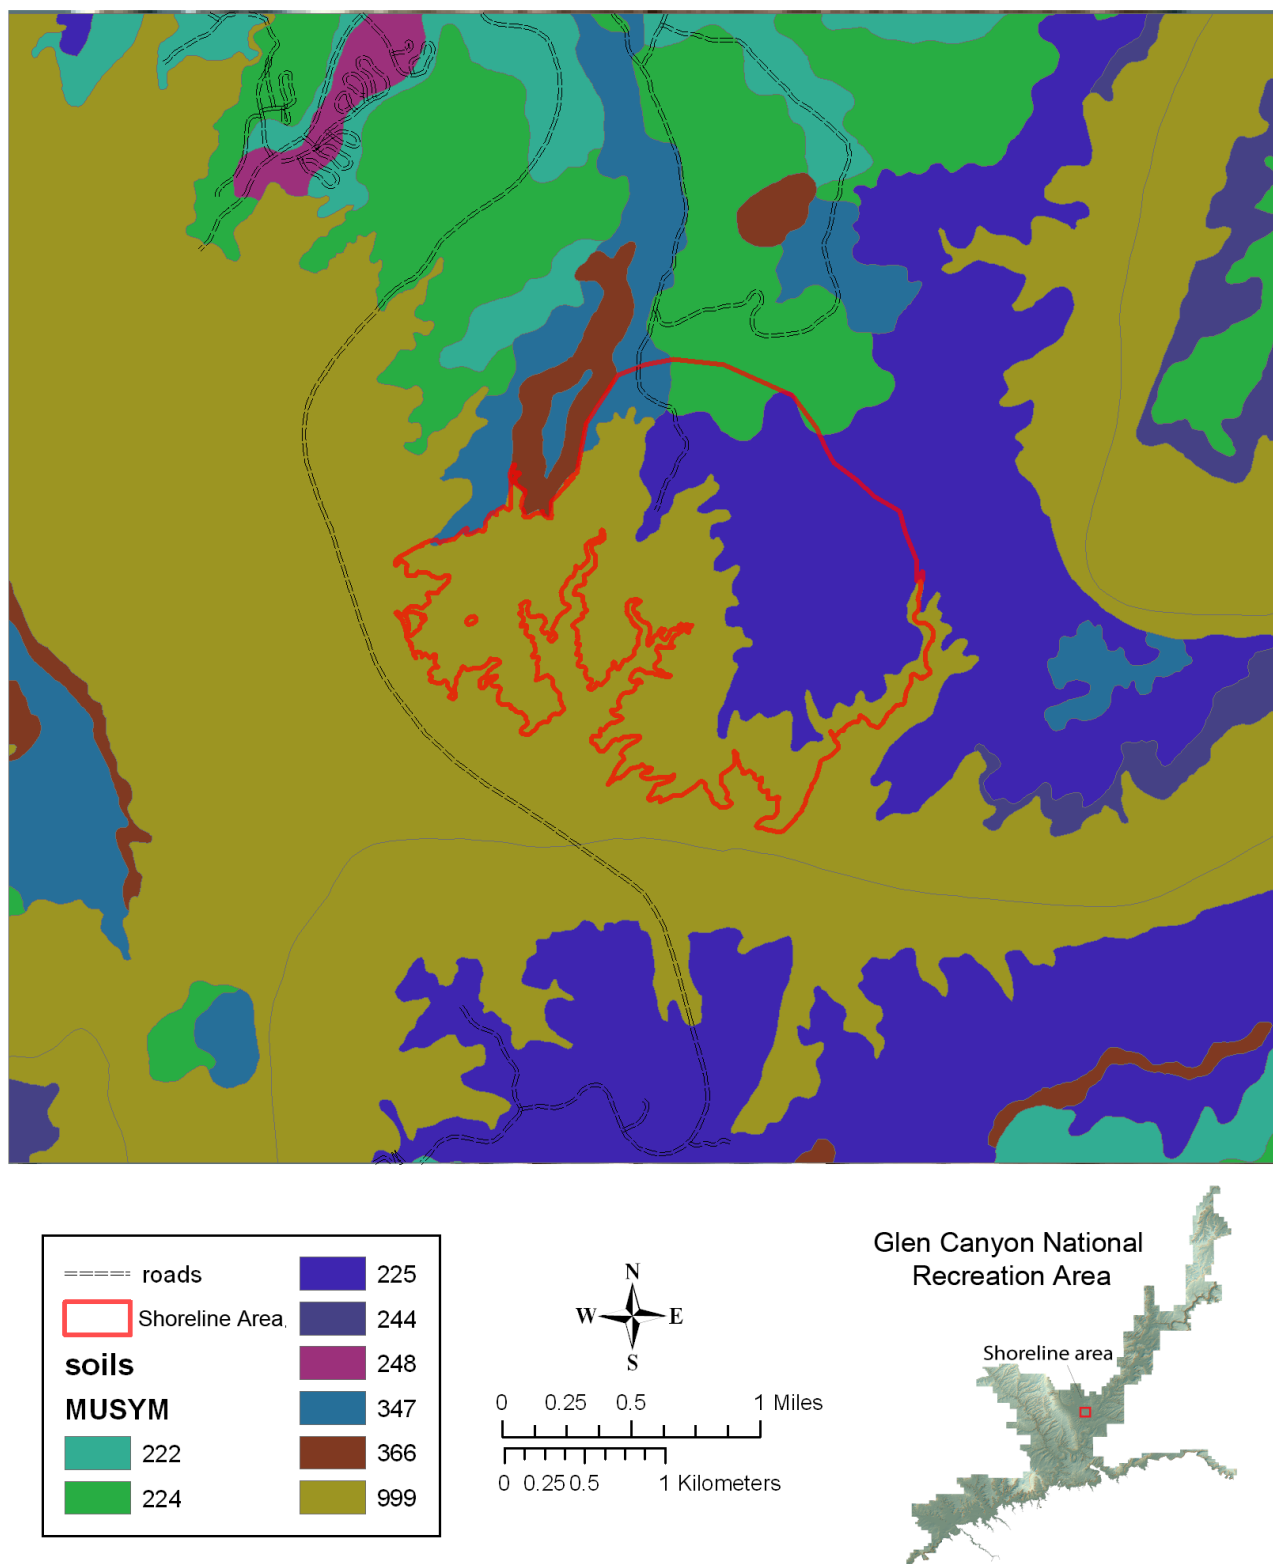 roads
Shoreline Area
soils
MUSYM
222
224
225
244
248
347
366
999
N
W E
S
0 0.25 0.5 1 Miles
0 0.25 0.5 1 Kilometers
Glen Canyon National
Recreation Area
Shoreline area